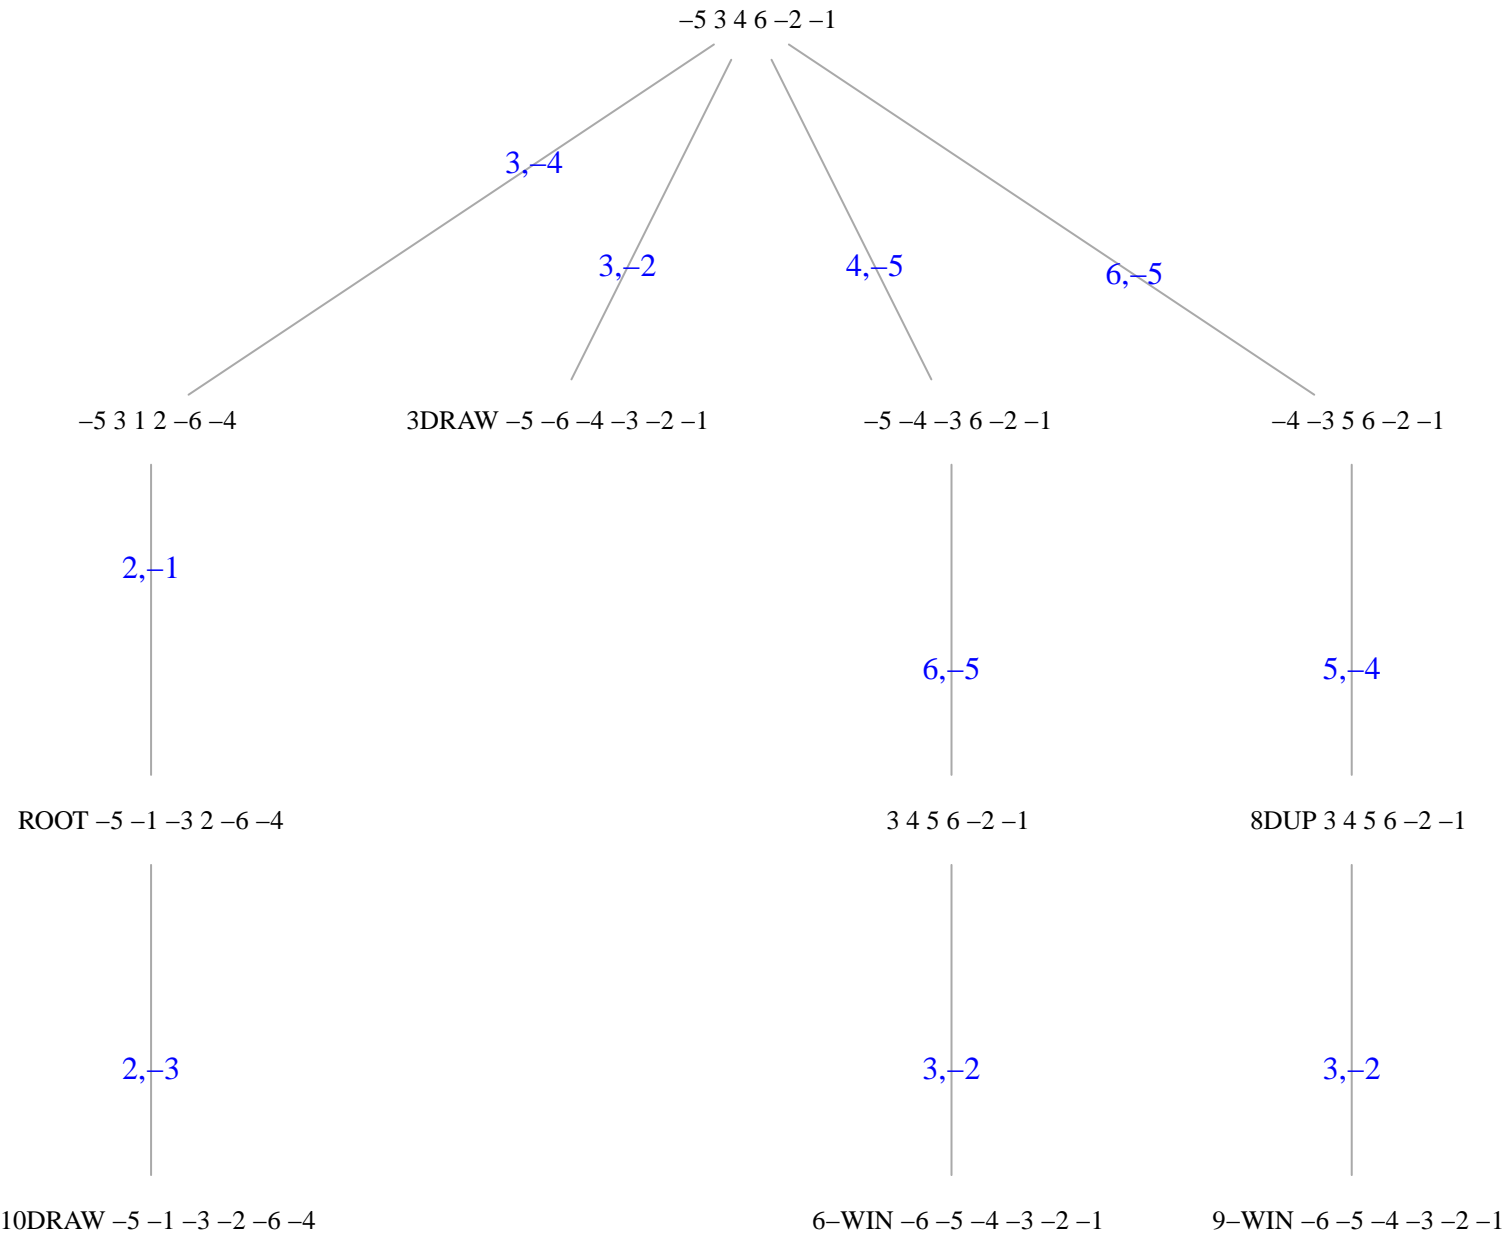 –5 3 4 6 –2 –1
3,–4
3,–2
4,–5
6,–5
–5 3 1 2 –6 –4
3DRAW –5 –6 –4 –3 –2 –1
–5 –4 –3 6 –2 –1
–4 –3 5 6 –2 –1
2,–1
6,–5
5,–4
ROOT –5 –1 –3 2 –6 –4
3 4 5 6 –2 –1
8DUP 3 4 5 6 –2 –1
2,–3
3,–2
3,–2
10DRAW –5 –1 –3 –2 –6 –4
6–WIN –6 –5 –4 –3 –2 –1
9–WIN –6 –5 –4 –3 –2 –1